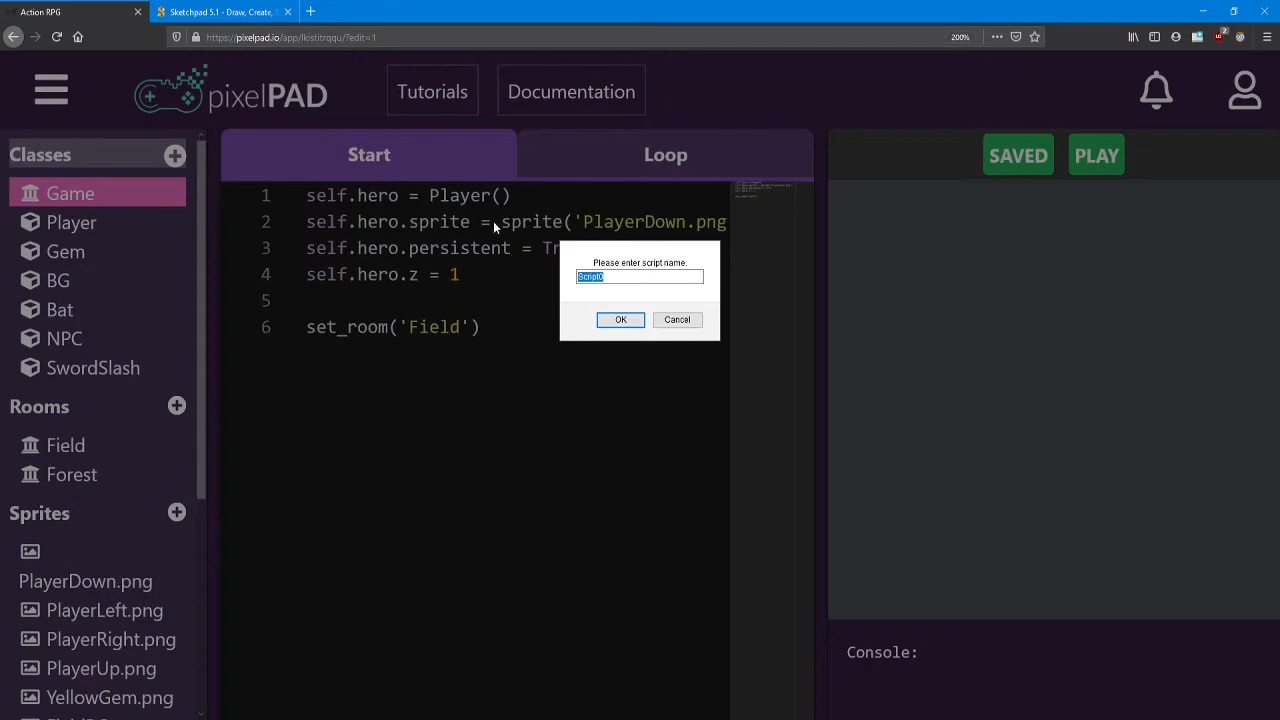 Action RPG
Sketchpad 5.1 - Draw, Create,
https://pixelpad.io/app/lkistitrqqu/?edit=1
200%
2
pixelPAD
Tutorials
Documentation
Classes
Game
Player
Gem
BG
Bat
NPC
SwordSlash
Rooms
Field
Forest
Sprites
PlayerDown.png
PlayerLeft.png
PlayerRight.png
PlayerUp.png
YellowGem.png
Start
Loop
1 self.hero = Player()
2 self.hero.sprite = sprite('PlayerDown.png
3 self.hero.persistent = Tr
4 self.hero.z = 1
5
6 set_room('Field')
Please enter script name.
Script0
OK
Cancel
SAVED
PLAY
Console: